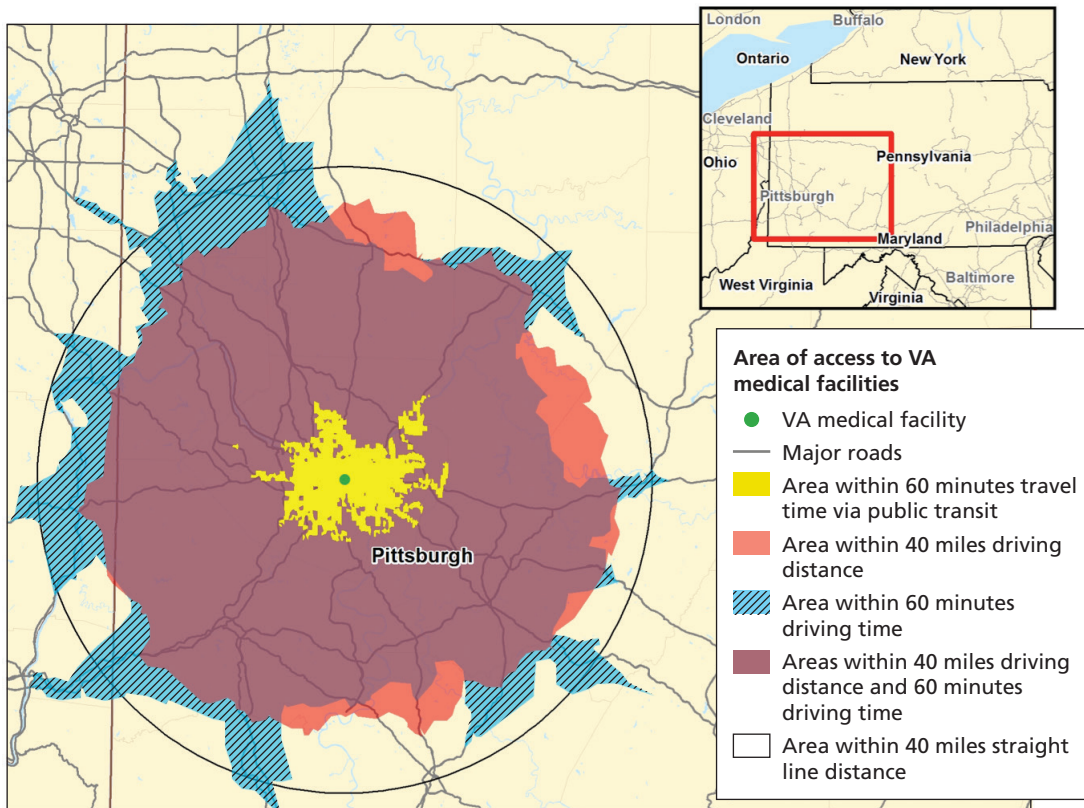 London
Buffalo
Ontario
New York
Cleveland
Ohio
Pennsylvania
Pittsburgh
Philadelphia
Maryland
West Virginia
Baltimore
Virginia
Pittsburgh
Area of access to VA
medical facilities
VA medical facility
Major roads
Area within 60 minutes travel
time via public transit
Area within 40 miles driving
distance
Area within 60 minutes
driving time
Areas within 40 miles driving
distance and 60 minutes
driving time
Area within 40 miles straight
line distance